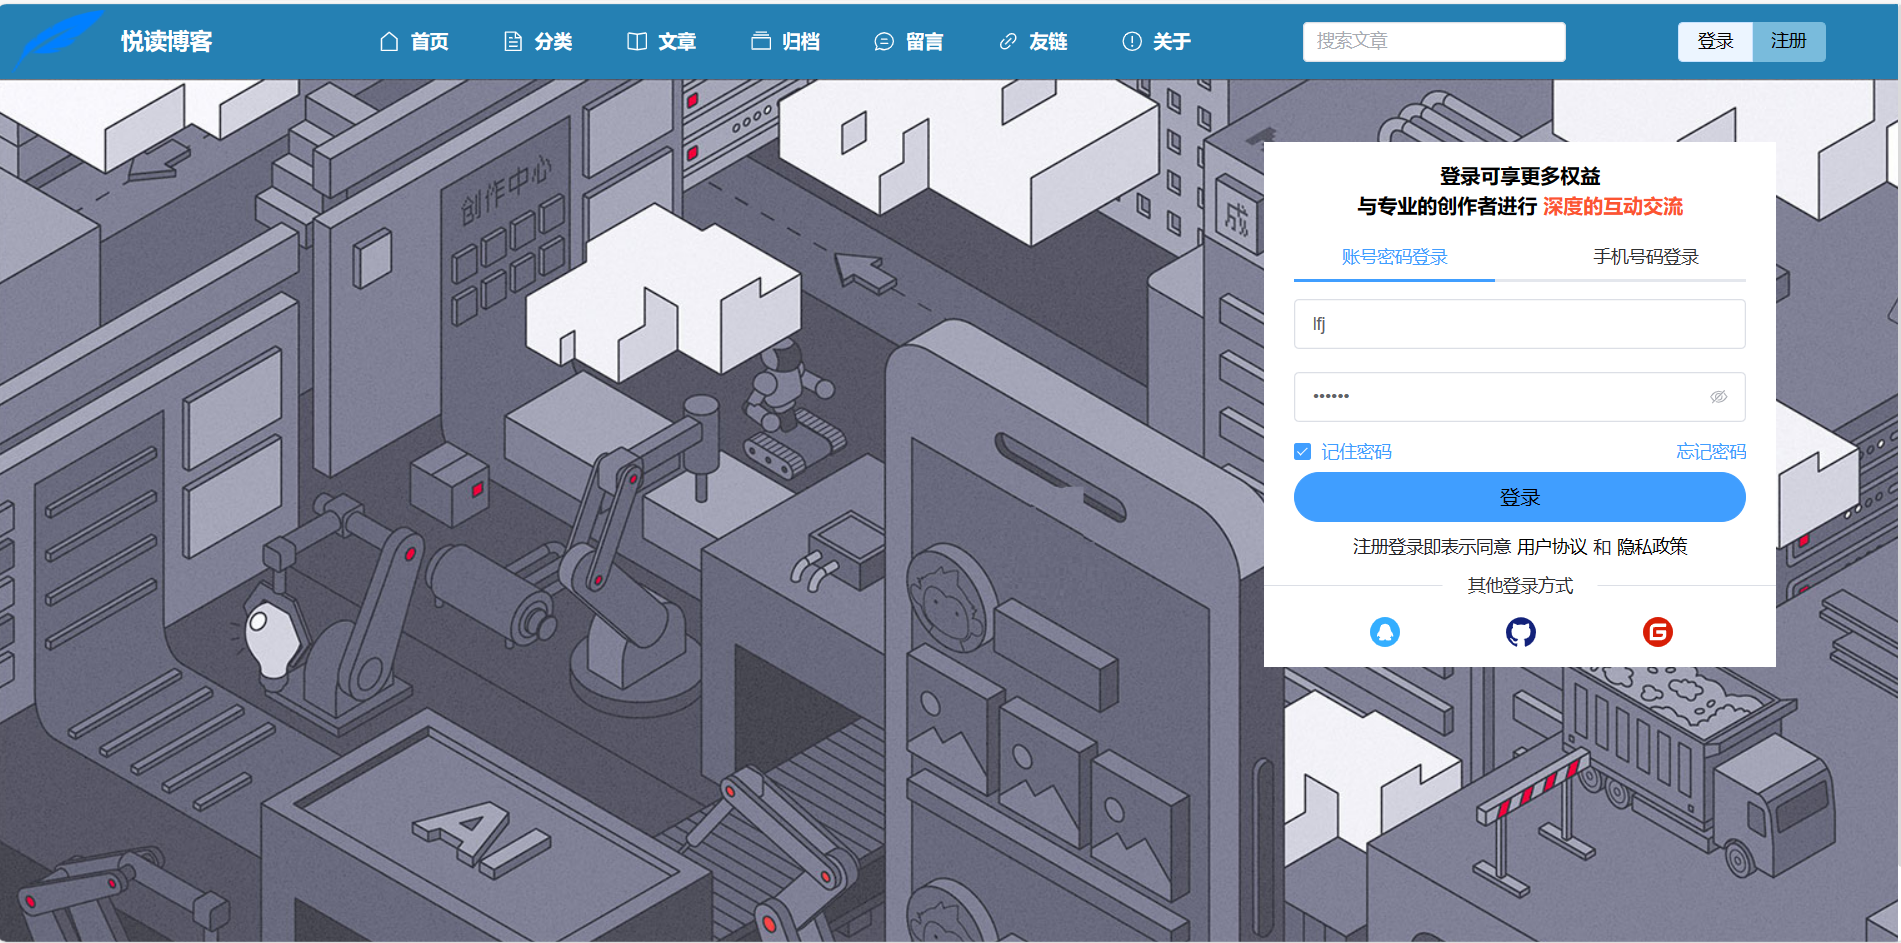 悦读博客
首页
分类
文章
归档
留言
友链
关于
搜索文章
登录
注册
创作中心
成
登录可享更多权益
与专业的创作者进行 深度的互动交流
账号密码登录
手机号码登录
lfj
••••••
记住密码
忘记密码
登录
注册登录即表示同意 用户协议 和 隐私政策
其他登录方式
G
AI